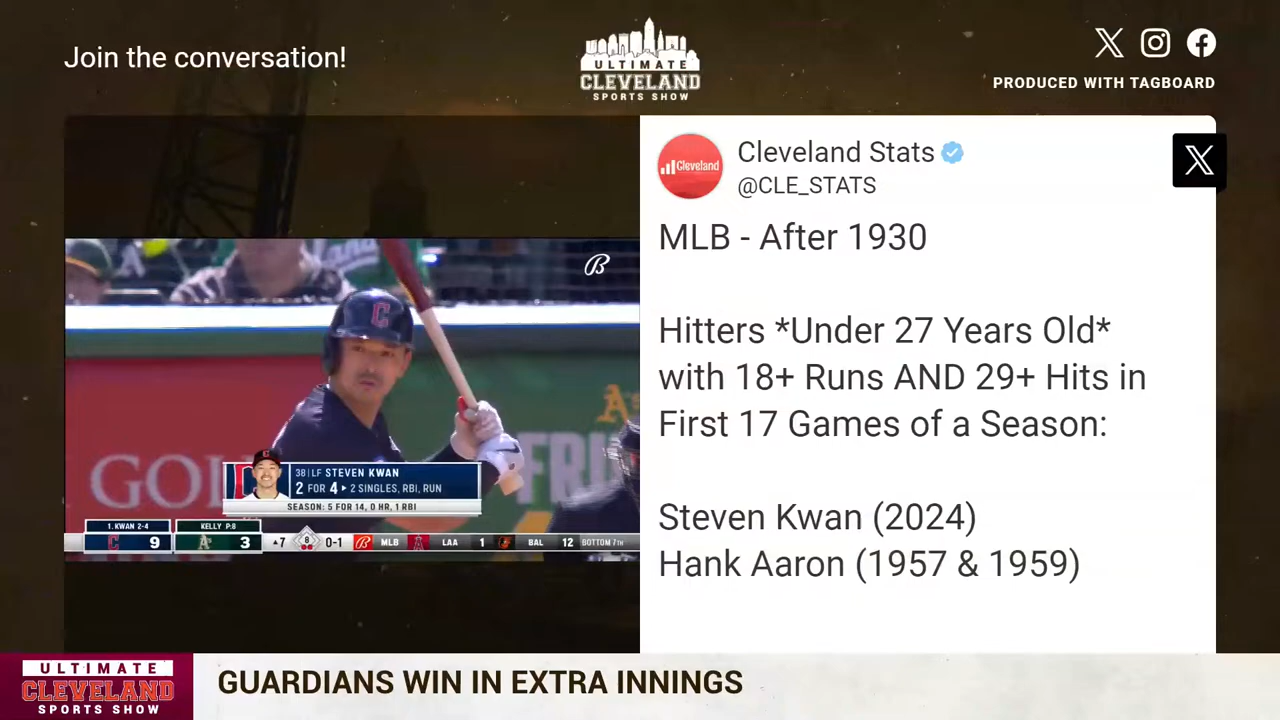 Join the conversation!
ULTIMATE
CLEVELAND
SPORTS SHOW
PRODUCED WITH TAGBOARD
Cleveland
Cleveland Stats
@CLE_STATS
MLB - After 1930
Hitters *Under 27 Years Old*
with 18+ Runs AND 29+ Hits in
First 17 Games of a Season:
Steven Kwan (2024)
Hank Aaron (1957 & 1959)
B
C
A's
GOL
FRI
38 | LF STEVEN KWAN
2 FOR 4 ▸ 2 SINGLES, RBI, RUN
SEASON: 5 FOR 14, 0 HR, 1 RBI
1. KWAN 2-4
KELLY P:8
C 9 A's 3 ▲7 8 0-1 B MLB A LAA 1 BAL 12 BOTTOM 7TH
ULTIMATE
CLEVELAND
SPORTS SHOW
GUARDIANS WIN IN EXTRA INNINGS